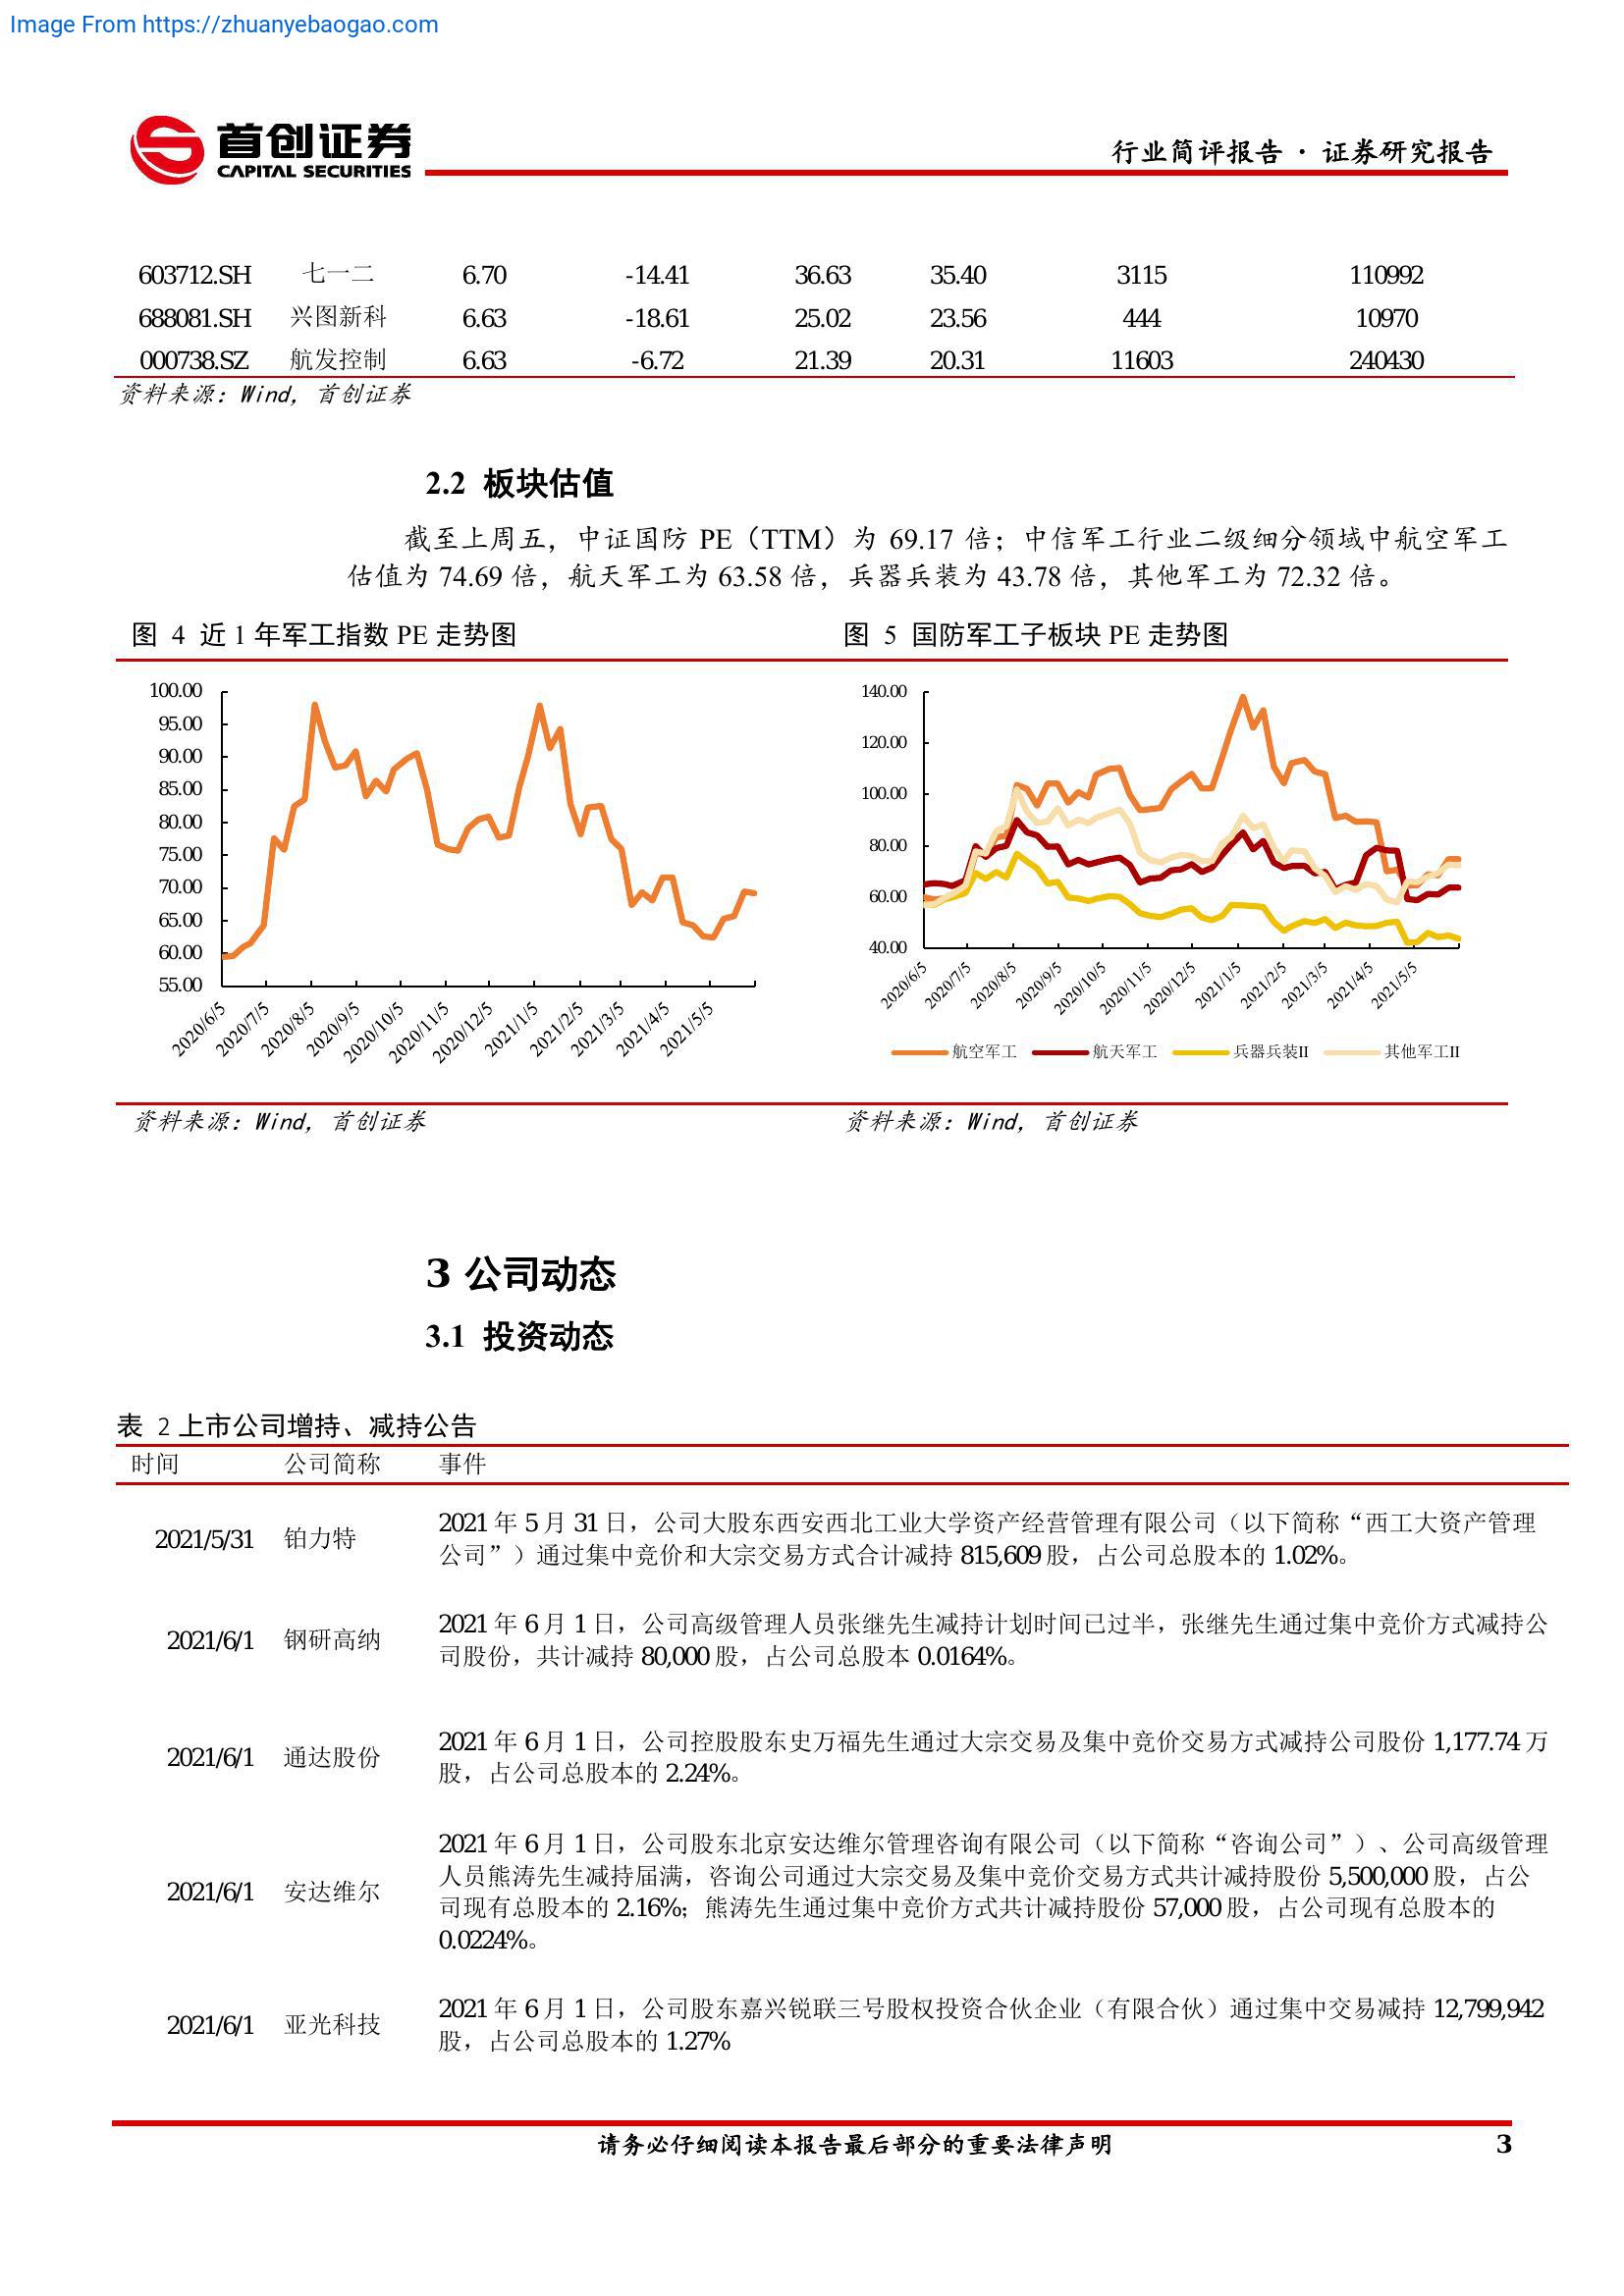 Image From https://zhuanyebaogao.com
首创证券
CAPITAL SECURITIES
行业简评报告 · 证券研究报告
603712.SH 七一二 6.70 -14.41 36.63 35.40 3115 110992
688081.SH 兴图新科 6.63 -18.61 25.02 23.56 444 10970
000738.SZ 航发控制 6.63 -6.72 21.39 20.31 11603 240430
资料来源：Wind，首创证券
2.2 板块估值
截至上周五，中证国防 PE（TTM）为 69.17 倍；中信军工行业二级细分领域中航空军工
估值为 74.69 倍，航天军工为 63.58 倍，兵器兵装为 43.78 倍，其他军工为 72.32 倍。
图 4 近 1 年军工指数 PE 走势图
100.00
95.00
90.00
85.00
80.00
75.00
70.00
65.00
60.00
55.00
2020/6/5 2020/7/5 2020/8/5 2020/9/5 2020/10/5 2020/11/5 2020/12/5 2021/1/5 2021/2/5 2021/3/5 2021/4/5 2021/5/5
资料来源：Wind，首创证券
图 5 国防军工子板块 PE 走势图
140.00
120.00
100.00
80.00
60.00
40.00
2020/6/5 2020/7/5 2020/8/5 2020/9/5 2020/10/5 2020/11/5 2020/12/5 2021/1/5 2021/2/5 2021/3/5 2021/4/5 2021/5/5
航空军工 航天军工 兵器兵装II 其他军工II
资料来源：Wind，首创证券
3 公司动态
3.1 投资动态
表 2 上市公司增持、减持公告
时间 公司简称 事件
2021/5/31 铂力特
2021 年 5 月 31 日，公司大股东西安西北工业大学资产经营管理有限公司（以下简称“西工大资产管理
公司”）通过集中竞价和大宗交易方式合计减持 815,609 股，占公司总股本的 1.02%。
2021/6/1 钢研高纳
2021 年 6 月 1 日，公司高级管理人员张继先生减持计划时间已过半，张继先生通过集中竞价方式减持公
司股份，共计减持 80,000 股，占公司总股本 0.0164%。
2021/6/1 通达股份
2021 年 6 月 1 日，公司控股股东史万福先生通过大宗交易及集中竞价交易方式减持公司股份 1,177.74 万
股，占公司总股本的 2.24%。
2021/6/1 安达维尔
2021 年 6 月 1 日，公司股东北京安达维尔管理咨询有限公司（以下简称“咨询公司”）、公司高级管理
人员熊涛先生减持届满，咨询公司通过大宗交易及集中竞价交易方式共计减持股份 5,500,000 股，占公
司现有总股本的 2.16%；熊涛先生通过集中竞价方式共计减持股份 57,000 股，占公司现有总股本的
0.0224%。
2021/6/1 亚光科技
2021 年 6 月 1 日，公司股东嘉兴锐联三号股权投资合伙企业（有限合伙）通过集中交易减持 12,799,942
股，占公司总股本的 1.27%
请务必仔细阅读本报告最后部分的重要法律声明
3